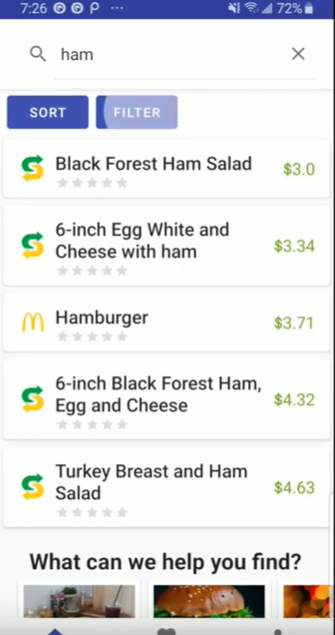 7:26 P ... 72%
ham
SORT FILTER
Black Forest Ham Salad $3.0
6-inch Egg White and
Cheese with ham $3.34
Hamburger $3.71
6-inch Black Forest Ham,
Egg and Cheese $4.32
Turkey Breast and Ham
Salad $4.63
What can we help you find?